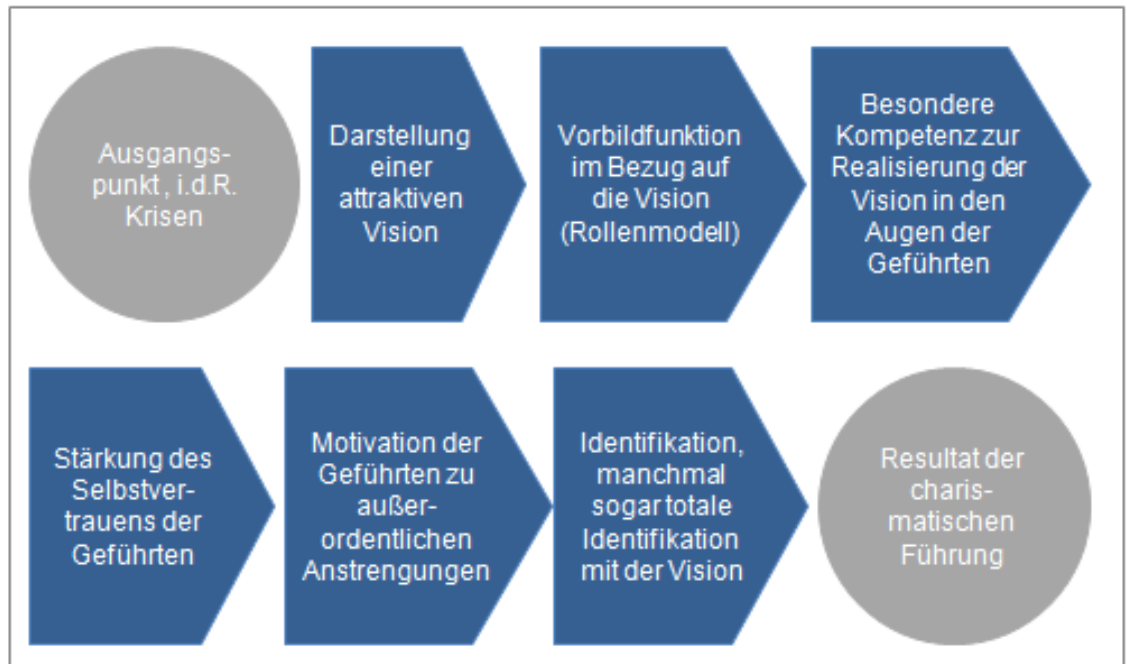 Ausgangs-
punkt , i.d.R.
Krisen
Darstellung
einer
attraktiven
Vision
Vorbildfunktion
im Bezug auf
die Vision
(Rollenmodell)
Besondere
Kompetenz zur
Realisierung der
Vision in den
Augen der
Geführten
Stärkung des
Selbstver-
trauens der
Geführten
Motivation der
Geführten zu
außer-
ordentlichen
Anstrengungen
Identifikation,
manchmal
sogar totale
Identifikation
mit der Vision
Resultat der
charis-
matischen
Führung